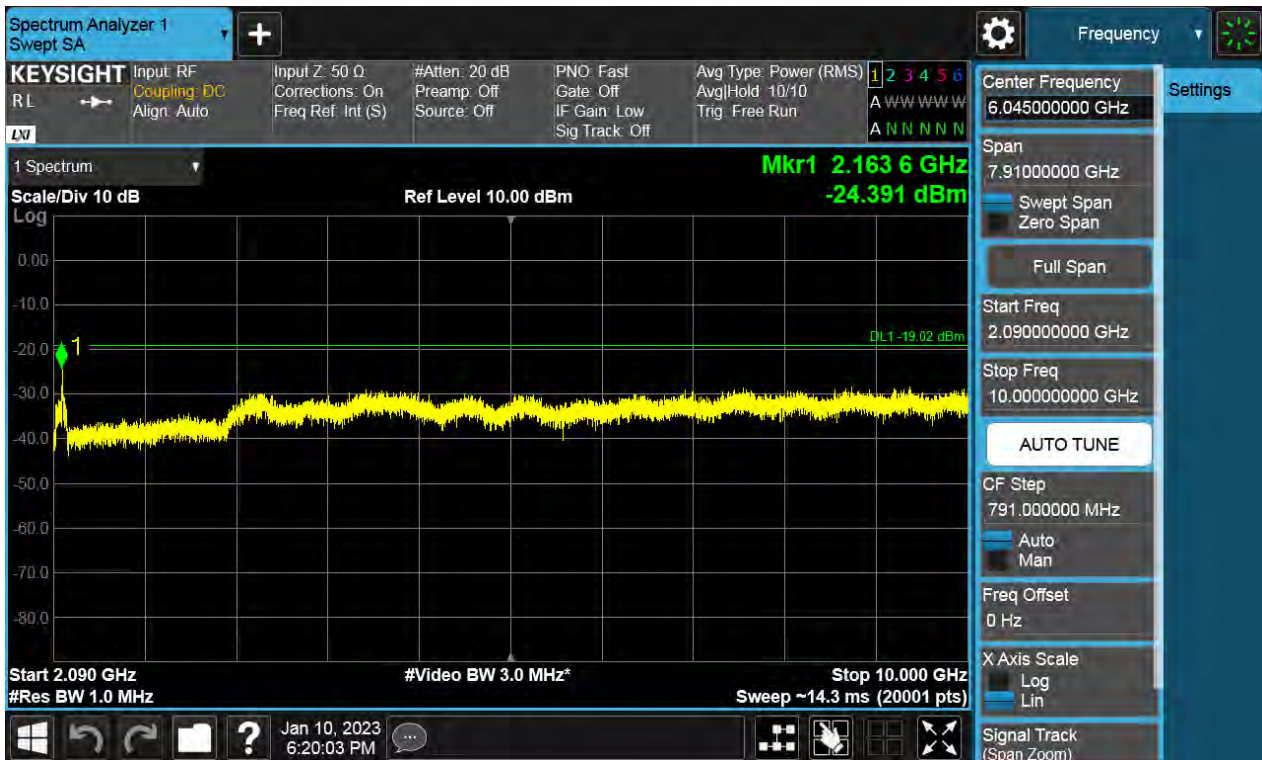 Spectrum Analyzer 1
Swept SA
+
Frequency
KEYSIGHT
RL
LXI
Input: RF
Coupling: DC
Align: Auto
Input Z: 50 Ω
Corrections: On
Freq Ref: Int (S)
#Atten: 20 dB
Preamp: Off
Source: Off
PNO: Fast
Gate: Off
IF Gain: Low
Sig Track: Off
Avg Type: Power (RMS)
Avg|Hold: 10/10
Trig: Free Run
1 2 3 4 5 6
A W W W W W
A N N N N N
1 Spectrum
Scale/Div 10 dB
Log
Ref Level 10.00 dBm
Mkr1 2.163 6 GHz
-24.391 dBm
0.00
-10.0
-20.0
-30.0
-40.0
-50.0
-60.0
-70.0
-80.0
1
DL1 -19.02 dBm
Start 2.090 GHz
#Res BW 1.0 MHz
#Video BW 3.0 MHz*
Stop 10.000 GHz
Sweep ~14.3 ms (20001 pts)
Center Frequency
6.045000000 GHz
Settings
Span
7.91000000 GHz
Swept Span
Zero Span
Full Span
Start Freq
2.090000000 GHz
Stop Freq
10.000000000 GHz
AUTO TUNE
CF Step
791.000000 MHz
Auto
Man
Freq Offset
0 Hz
X Axis Scale
Log
Lin
Signal Track
(Span Zoom)
?
Jan 10, 2023
6:20:03 PM